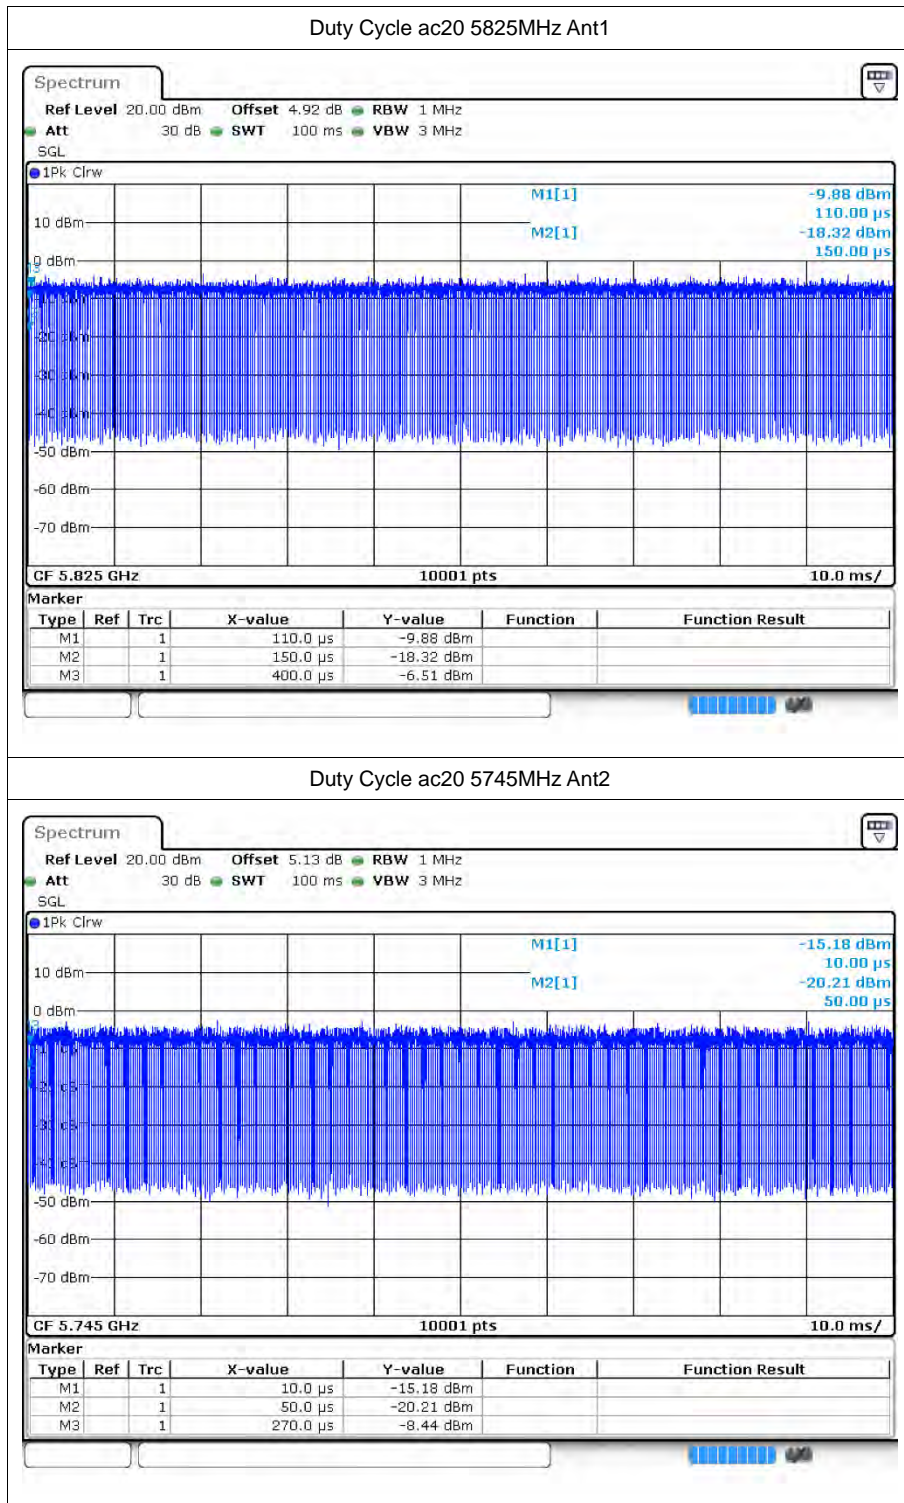 Duty Cycle ac20 5825MHz Ant1
Spectrum
Ref Level 20.00 dBm Offset 4.92 dB RBW 1 MHz
Att 30 dB SWT 100 ms VBW 3 MHz
SGL
1Pk Clrw
M1[1] -9.88 dBm
110.00 µs
10 dBm
M2[1] -18.32 dBm
150.00 µs
0 dBm
-50 dBm
-60 dBm
-70 dBm
CF 5.825 GHz 10001 pts 10.0 ms/
Marker
Type Ref Trc X-value Y-value Function Function Result
M1 1 110.0 µs -9.88 dBm
M2 1 150.0 µs -18.32 dBm
M3 1 400.0 µs -6.51 dBm
Duty Cycle ac20 5745MHz Ant2
Spectrum
Ref Level 20.00 dBm Offset 5.13 dB RBW 1 MHz
Att 30 dB SWT 100 ms VBW 3 MHz
SGL
1Pk Clrw
M1[1] -15.18 dBm
10.00 µs
10 dBm
M2[1] -20.21 dBm
50.00 µs
0 dBm
-50 dBm
-60 dBm
-70 dBm
CF 5.745 GHz 10001 pts 10.0 ms/
Marker
Type Ref Trc X-value Y-value Function Function Result
M1 1 10.0 µs -15.18 dBm
M2 1 50.0 µs -20.21 dBm
M3 1 270.0 µs -8.44 dBm